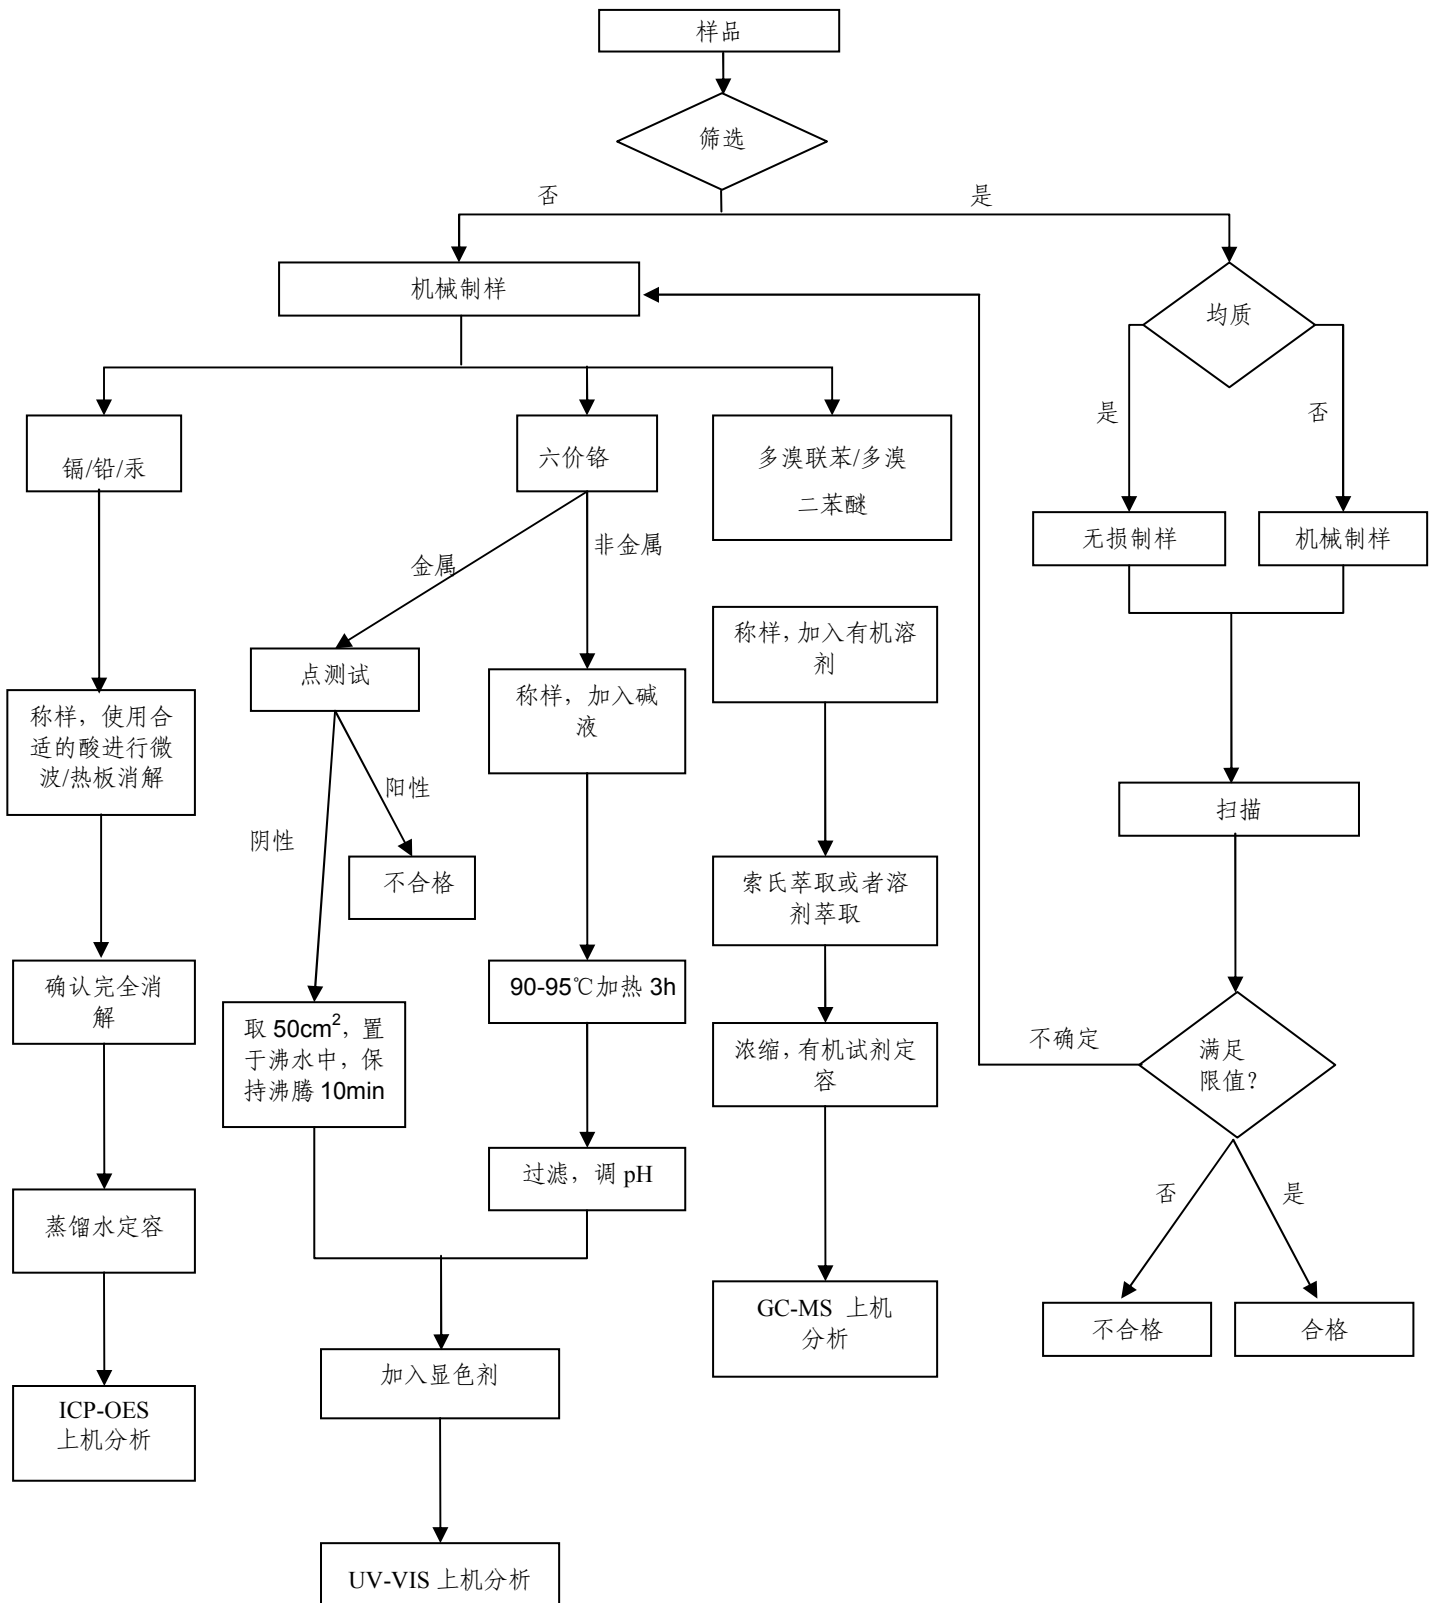 样品
筛选
否
是
机械制样
均质
是
否
镉/铅/汞
六价铬
多溴联苯/多溴
二苯醚
无损制样
机械制样
金属
非金属
点测试
称样，加入碱
液
称样，加入有机溶
剂
称样，使用合
适的酸进行微
波/热板消解
阳性
阴性
不合格
扫描
索氏萃取或者溶
剂萃取
确认完全消
解
取 50cm²，置
于沸水中，保
持沸腾 10min
90-95℃加热 3h
浓缩，有机试剂定
容
不确定
满足
限值？
过滤，调 pH
否
是
蒸馏水定容
GC-MS 上机
分析
不合格
合格
加入显色剂
ICP-OES
上机分析
UV-VIS 上机分析